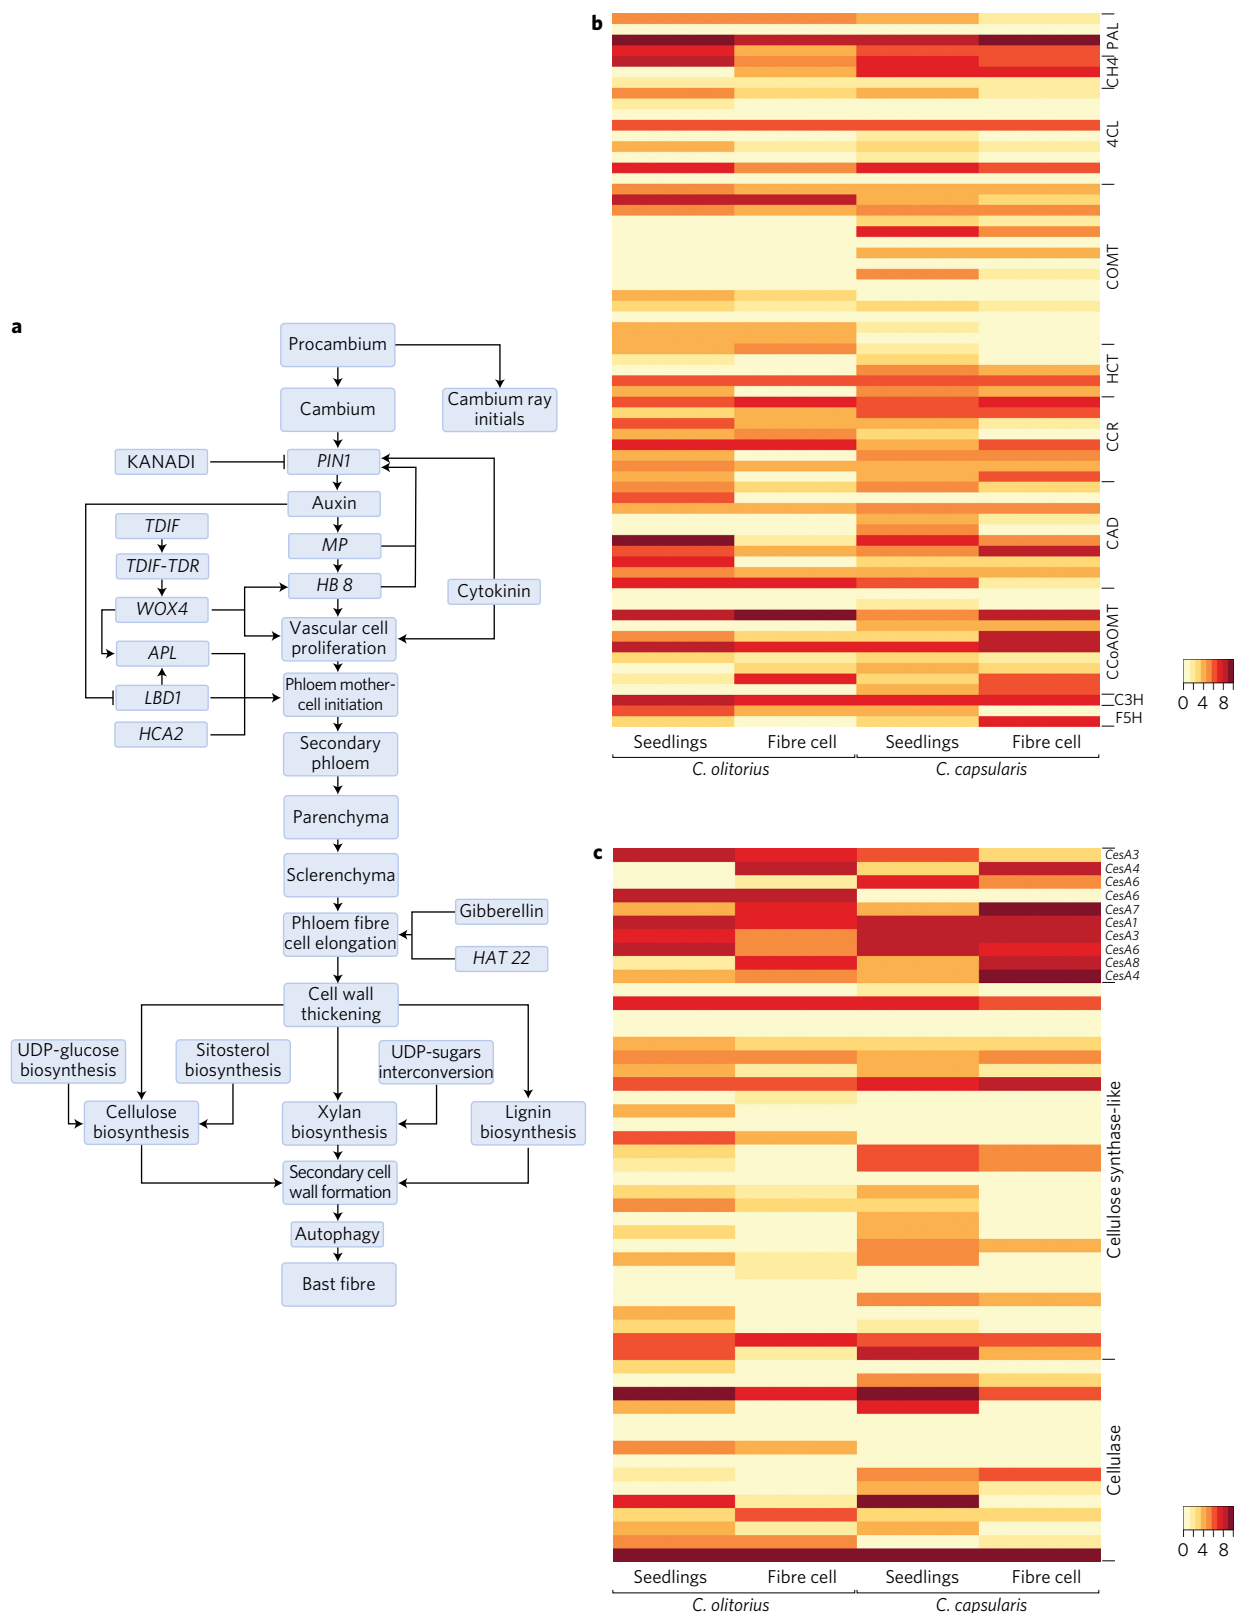 a
Procambium
Cambium
Cambium ray
initials
KANADI
PIN1
Auxin
TDIF
MP
TDIF-TDR
HB 8
Cytokinin
WOX4
Vascular cell
proliferation
APL
Phloem mother-
cell initiation
LBD1
HCA2
Secondary
phloem
Parenchyma
Sclerenchyma
Phloem fibre
cell elongation
Gibberellin
HAT 22
Cell wall
thickening
UDP-glucose
biosynthesis
Sitosterol
biosynthesis
UDP-sugars
interconversion
Cellulose
biosynthesis
Xylan
biosynthesis
Lignin
biosynthesis
Secondary cell
wall formation
Autophagy
Bast fibre
b
PAL
CH4
4CL
COMT
HCT
CCR
CAD
CCoAOMT
C3H
F5H
0 4 8
Seedlings Fibre cell Seedlings Fibre cell
C. olitorius C. capsularis
c
CesA3
CesA4
CesA6
CesA6
CesA7
CesA1
CesA3
CesA6
CesA8
CesA4
Cellulose synthase-like
Cellulase
0 4 8
Seedlings Fibre cell Seedlings Fibre cell
C. olitorius C. capsularis